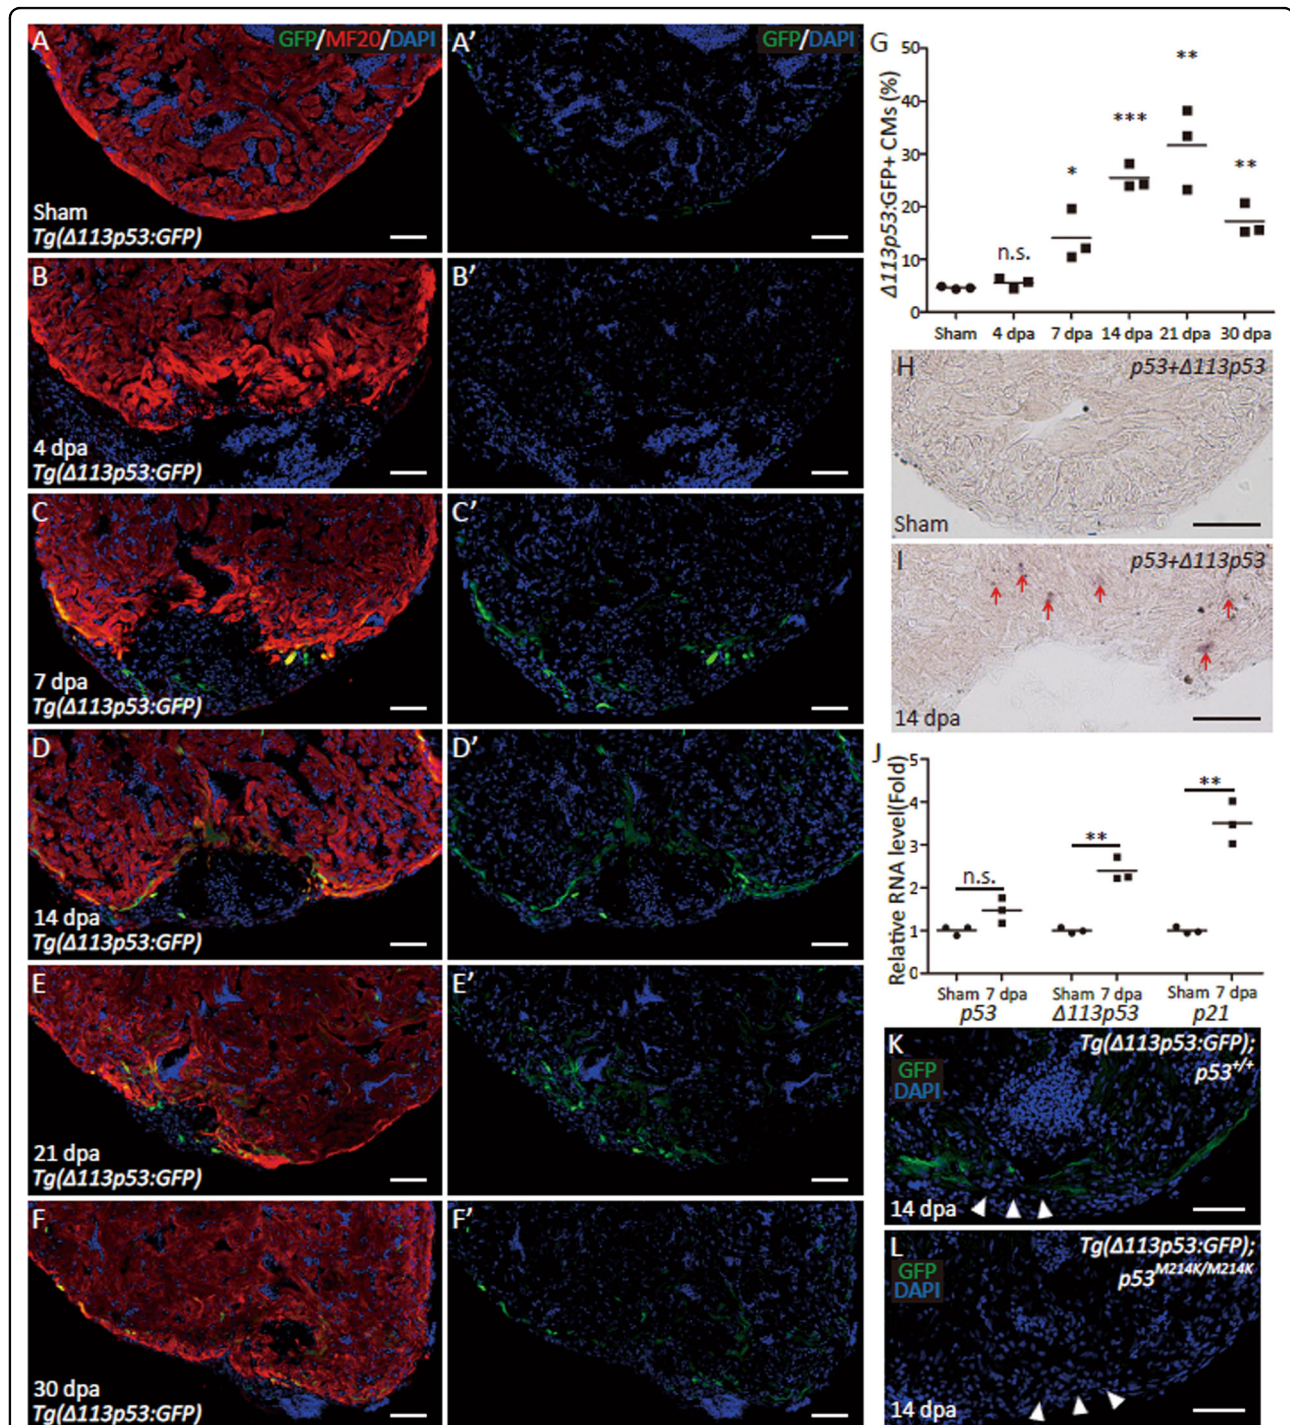 A
GFP/MF20/DAPI
Sham
Tg(Δ113p53:GFP)
A'
GFP/DAPI
B
4 dpa
Tg(Δ113p53:GFP)
B'
C
7 dpa
Tg(Δ113p53:GFP)
C'
D
14 dpa
Tg(Δ113p53:GFP)
D'
E
21 dpa
Tg(Δ113p53:GFP)
E'
F
30 dpa
Tg(Δ113p53:GFP)
F'
G
Δ113p53:GFP+ CMs (%)
50
40
30
20
10
0
n.s.
*
***
**
**
Sham 4 dpa 7 dpa 14 dpa 21 dpa 30 dpa
H
p53+Δ113p53
Sham
I
p53+Δ113p53
14 dpa
J
Relative RNA level(Fold)
5
4
3
2
1
0
n.s.
**
**
Sham 7 dpa Sham 7 dpa Sham 7 dpa
p53 Δ113p53 p21
K
GFP
DAPI
Tg(Δ113p53:GFP);
p53+/+
14 dpa
L
GFP
DAPI
Tg(Δ113p53:GFP);
p53M214K/M214K
14 dpa